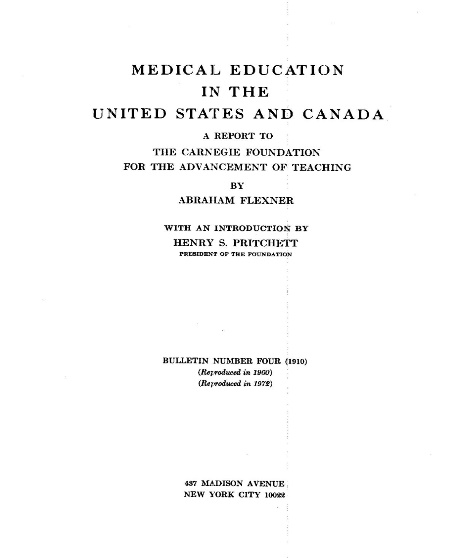 MEDICAL EDUCATION
IN THE
UNITED STATES AND CANADA
A REPORT TO
THE CARNEGIE FOUNDATION
FOR THE ADVANCEMENT OF TEACHING
BY
ABRAHAM FLEXNER
WITH AN INTRODUCTION BY
HENRY S. PRITCHETT
PRESIDENT OF THE FOUNDATION
BULLETIN NUMBER FOUR (1910)
(Reproduced in 1960)
(Reproduced in 1972)
437 MADISON AVENUE
NEW YORK CITY 10022